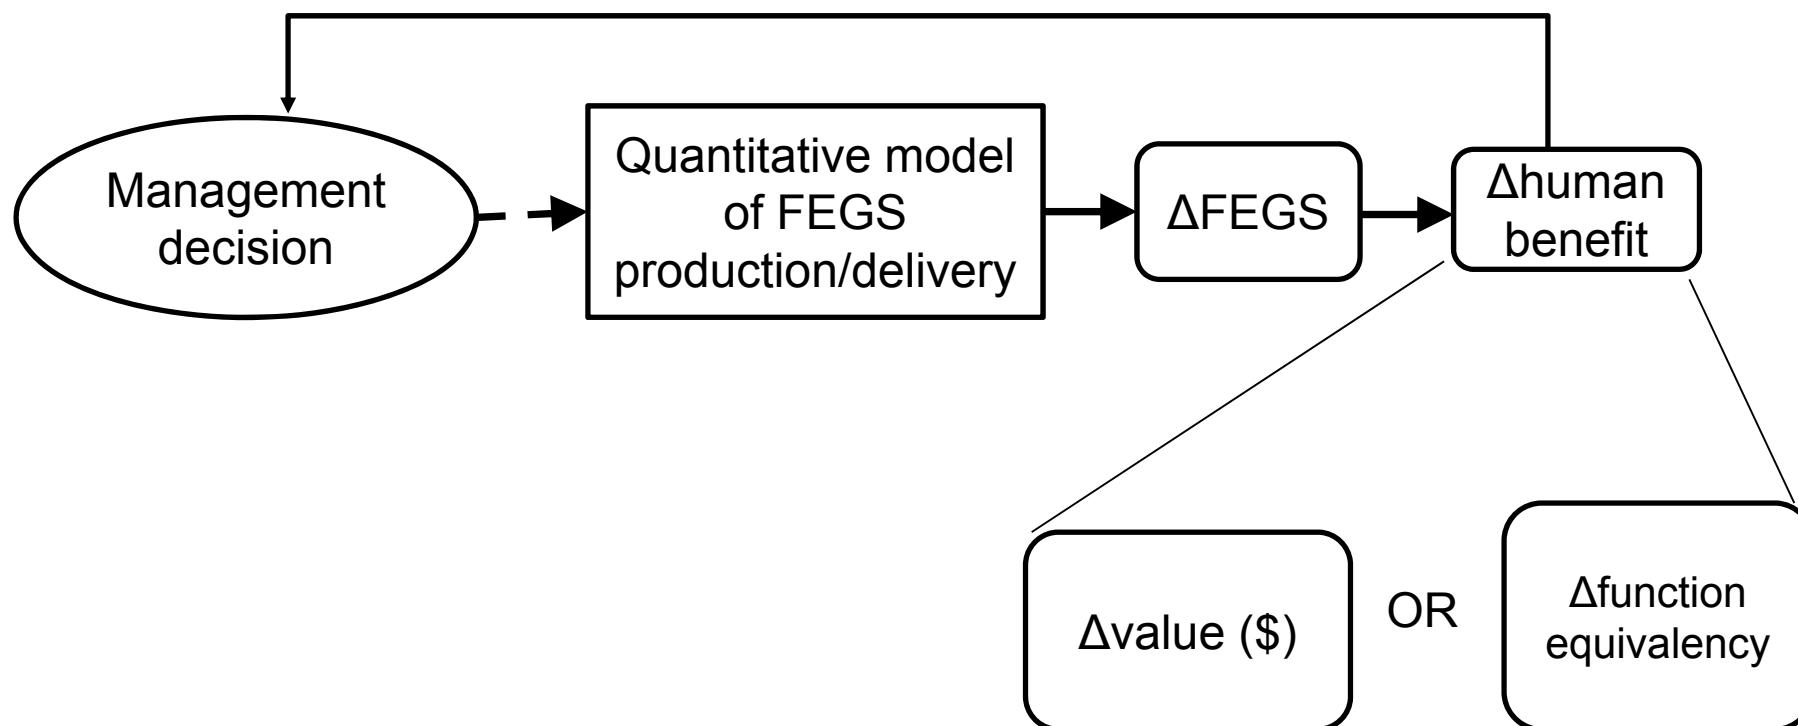 Management
decision
Quantitative model
of FEGS
production/delivery
ΔFEGS
Δhuman
benefit
Δvalue ($)
OR
Δfunction
equivalency